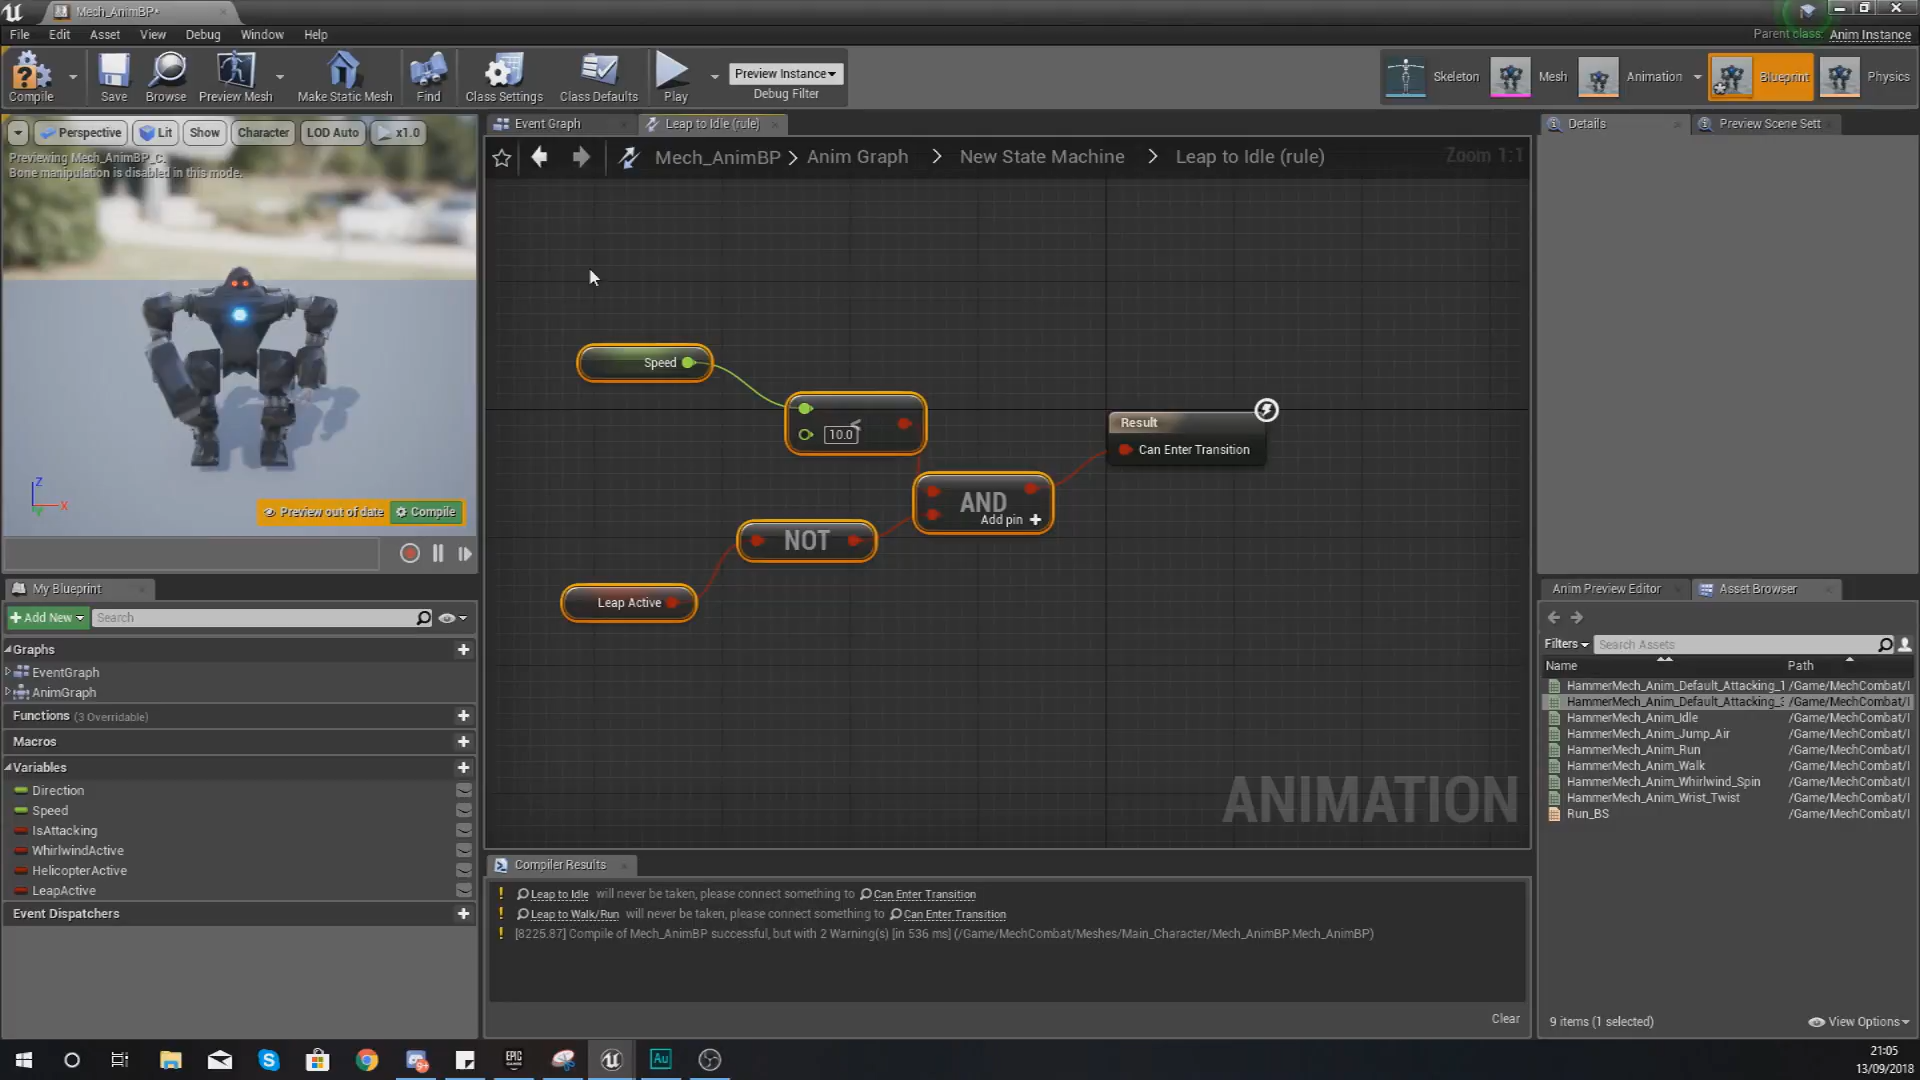 Mech_AnimBP*
File Edit Asset View Debug Window Help
Parent class: Anim Instance
Compile
Save
Browse
Preview Mesh
Make Static Mesh
Find
Class Settings
Class Defaults
Play
Preview Instance
Debug Filter
Skeleton
Mesh
Animation
Blueprint
Physics
Perspective
Lit
Show
Character
LOD Auto
x1.0
Previewing Mech_AnimBP_C.
Bone manipulation is disabled in this mode.
Z
X
Y
Preview out of date
Compile
Event Graph
Leap to Idle (rule)
Mech_AnimBP > Anim Graph > New State Machine > Leap to Idle (rule)
Zoom 1:1
Speed
<
10.0
Result
Can Enter Transition
AND
Add pin +
NOT
Leap Active
ANIMATION
Details
Preview Scene Sett
My Blueprint
+ Add New
Search
Graphs
EventGraph
AnimGraph
Functions (3 Overridable)
Macros
Variables
Direction
Speed
IsAttacking
WhirlwindActive
HelicopterActive
LeapActive
Event Dispatchers
Compiler Results
! Leap to Idle will never be taken, please connect something to Can Enter Transition
! Leap to Walk/Run will never be taken, please connect something to Can Enter Transition
! [8225.87] Compile of Mech_AnimBP successful, but with 2 Warning(s) [in 536 ms] (/Game/MechCombat/Meshes/Main_Character/Mech_AnimBP.Mech_AnimBP)
Clear
Anim Preview Editor
Asset Browser
Filters
Search Assets
Name Path
HammerMech_Anim_Default_Attacking_1 /Game/MechCombat/I
HammerMech_Anim_Default_Attacking_3 /Game/MechCombat/I
HammerMech_Anim_Idle /Game/MechCombat/I
HammerMech_Anim_Jump_Air /Game/MechCombat/I
HammerMech_Anim_Run /Game/MechCombat/I
HammerMech_Anim_Walk /Game/MechCombat/I
HammerMech_Anim_Whirlwind_Spin /Game/MechCombat/I
HammerMech_Anim_Wrist_Twist /Game/MechCombat/I
Run_BS /Game/MechCombat/I
9 items (1 selected)
View Options
EPIC
GAMES
Au
21:05
13/09/2018